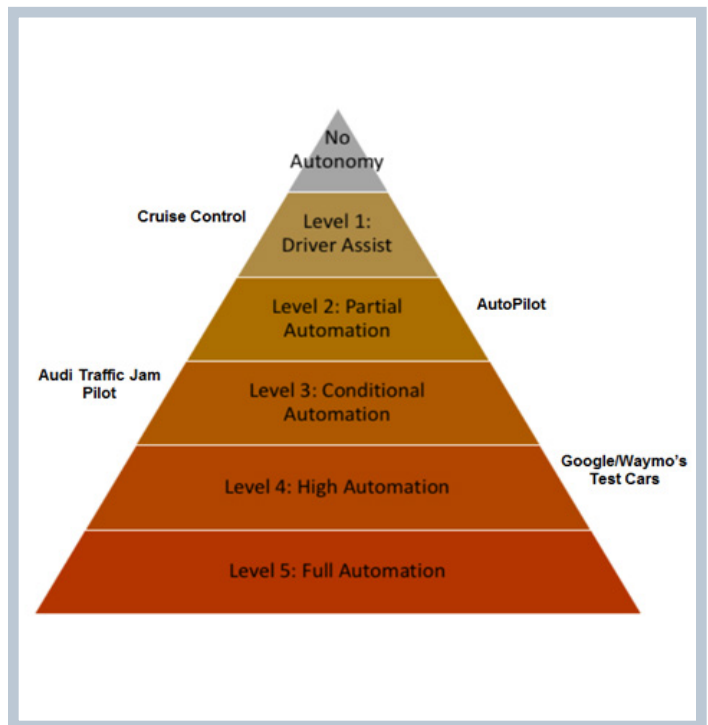 No
Autonomy
Cruise Control
Level 1:
Driver Assist
Level 2: Partial
Automation
AutoPilot
Audi Traffic Jam
Pilot
Level 3: Conditional
Automation
Google/Waymo's
Test Cars
Level 4: High Automation
Level 5: Full Automation